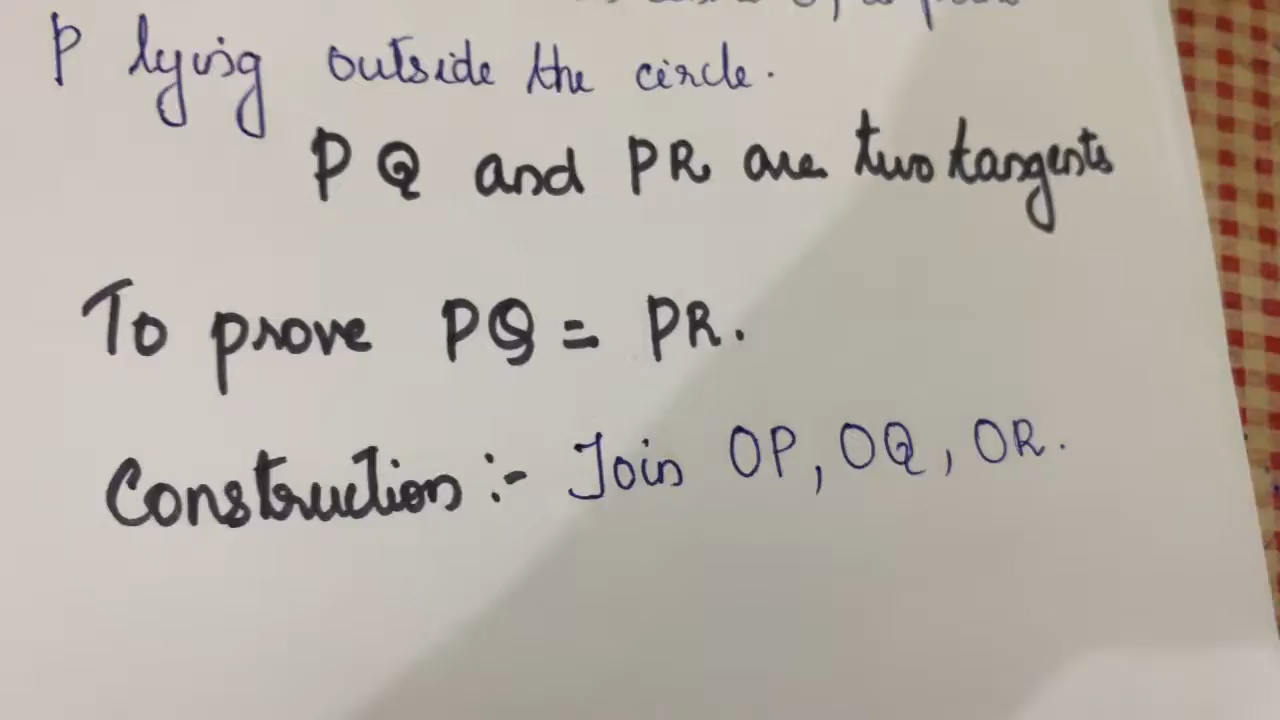 P lying outside the circle.
PQ and PR are two tangents
To prove PQ = PR.
Construction :- Join OP, OQ, OR.